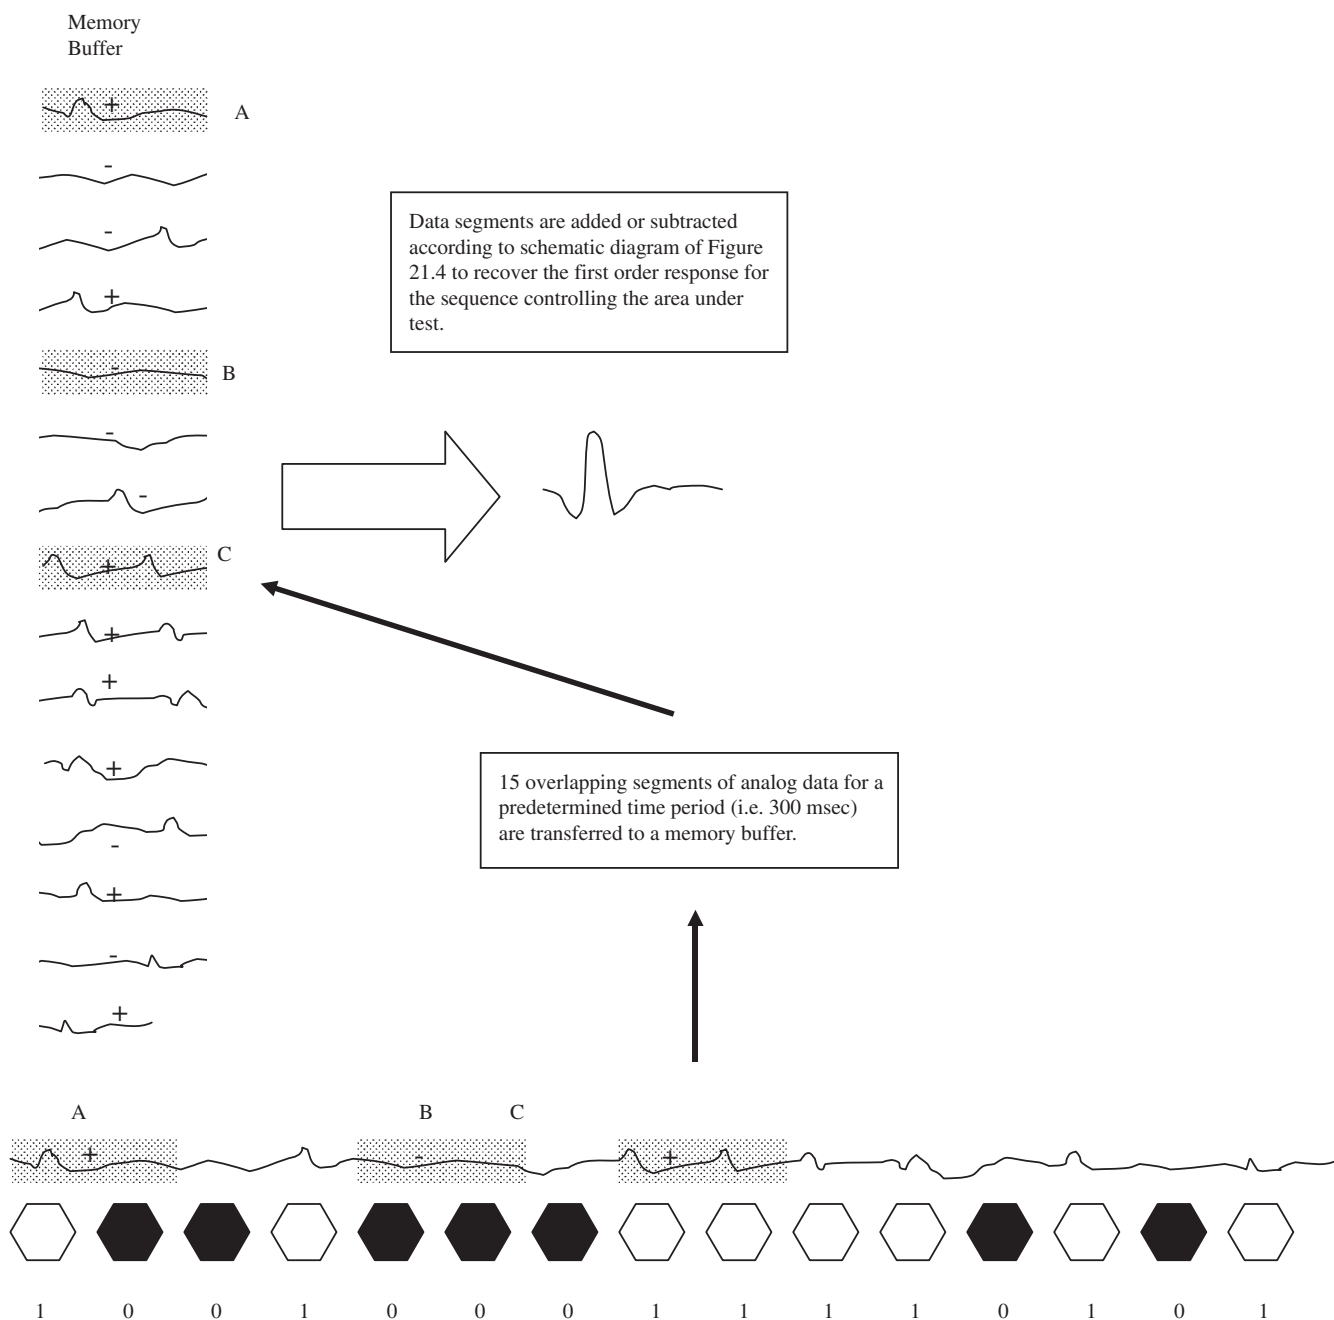 Memory
Buffer
+
A
-
-
+
-
B
-
-
+
C
+
+
+
-
+
-
+
Data segments are added or subtracted
according to schematic diagram of Figure
21.4 to recover the first order response for
the sequence controlling the area under
test.
15 overlapping segments of analog data for a
predetermined time period (i.e. 300 msec)
are transferred to a memory buffer.
A B C
+ - +
1 0 0 1 0 0 0 1 1 1 1 0 1 0 1